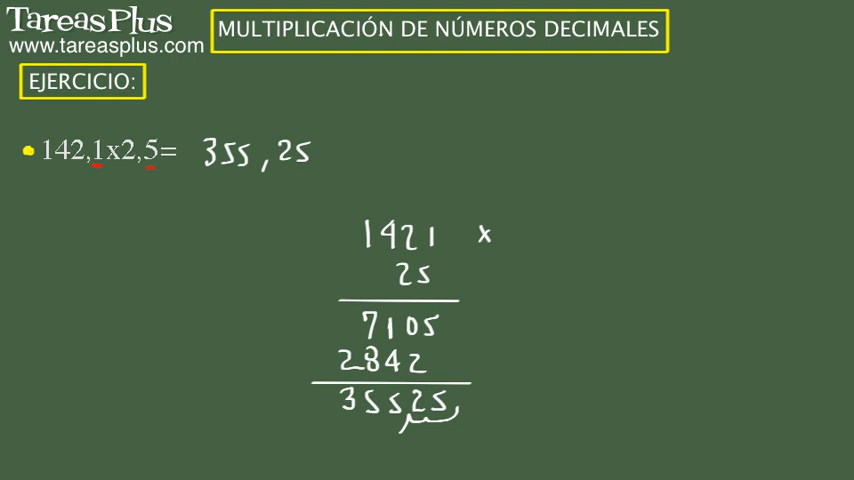 TareasPlus
www.tareasplus.com
MULTIPLICACIÓN DE NÚMEROS DECIMALES
EJERCICIO:
142,1x2,5= 355,25
1421 x
25
7105
2842
35525